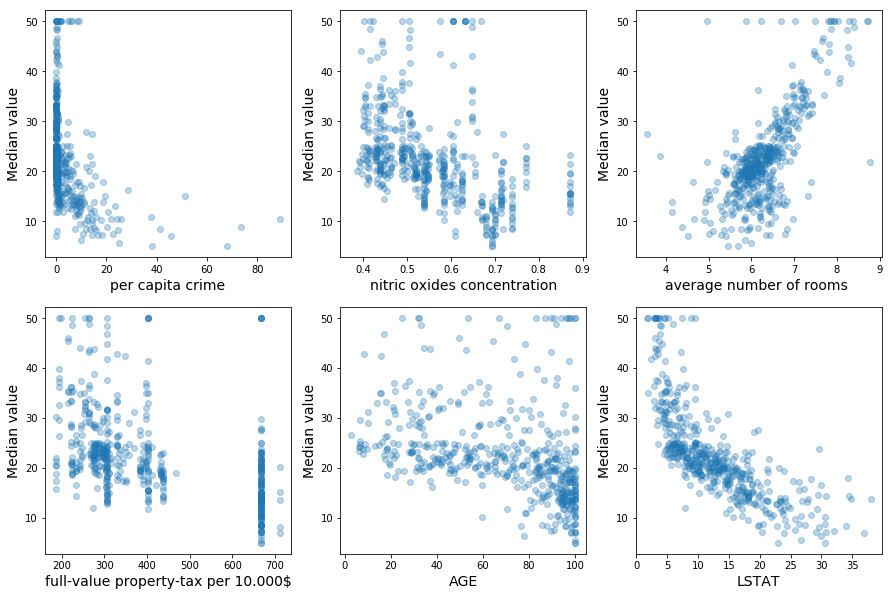 50
40
30
20
10
Median value
0 20 40 60 80
per capita crime
50
40
30
20
10
Median value
0.4 0.5 0.6 0.7 0.8 0.9
nitric oxides concentration
50
40
30
20
10
Median value
4 5 6 7 8 9
average number of rooms
50
40
30
20
10
Median value
200 300 400 500 600 700
full-value property-tax per 10.000$
50
40
30
20
10
Median value
0 20 40 60 80 100
AGE
50
40
30
20
10
Median value
0 5 10 15 20 25 30 35
LSTAT